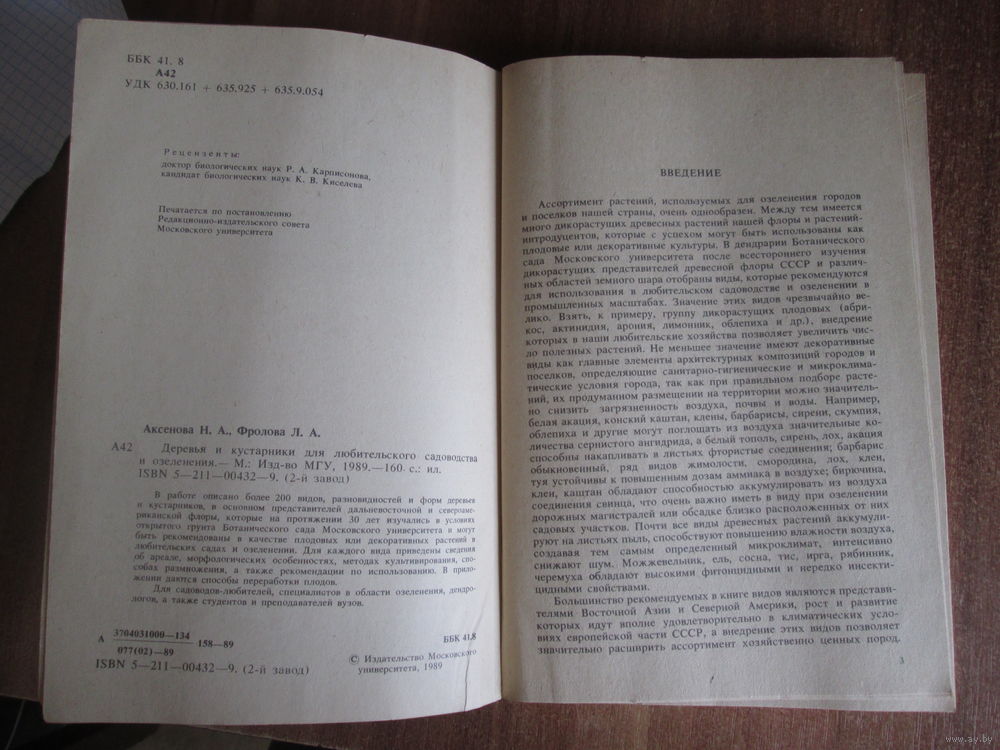 ББК 41. 8
А42
УДК 630.161 + 635.925 + 635.9.054
Рецензенты:
доктор биологических наук Р. А. Карписонова,
кандидат биологических наук К. В. Киселева
Печатается по постановлению
Редакционно-издательского совета
Московского университета
Аксенова Н. А., Фролова Л. А.
А42 Деревья и кустарники для любительского садоводства
и озеленения.— М.: Изд-во МГУ, 1989.—160 с.: ил.
ISBN 5—211—00432—9. (2-й завод)
В работе описано более 200 видов, разновидностей и форм деревьев
и кустарников, в основном представителей дальневосточной и североаме-
риканской флоры, которые на протяжении 30 лет изучались в условиях
открытого грунта Ботанического сада Московского университета и могут
быть рекомендованы в качестве плодовых или декоративных растений в
любительских садах и озеленении. Для каждого вида приведены сведения
об ареале, морфологических особенностях, методах культивирования, спо-
собах размножения, а также рекомендации по использованию. В прило-
жении даются способы переработки плодов.
Для садоводов-любителей, специалистов в области озеленения, дендро-
логов, а также студентов и преподавателей вузов.
А 3704031000—134
077(02)—89 158—89
ББК 41.8
ISBN 5—211—00432—9. (2-й завод)
© Издательство Московского
университета, 1989
ВВЕДЕНИЕ
Ассортимент растений, используемых для озеленения городов
и поселков нашей страны, очень однообразен. Между тем имеется
много дикорастущих древесных растений нашей флоры и растений-
интродуцентов, которые с успехом могут быть использованы как
плодовые или декоративные культуры. В дендрарии Ботанического
сада Московского университета после всестороннего изучения
дикорастущих представителей древесной флоры СССР и различ-
ных областей земного шара отобраны виды, которые рекомендуются
для использования в любительском садоводстве и озеленении в
промышленных масштабах. Значение этих видов чрезвычайно ве-
лико. Взять, к примеру, группу дикорастущих плодовых (абри-
кос, актинидия, арония, лимонник, облепиха и др.), внедрение
которых в наши любительские хозяйства позволяет увеличить чис-
ло полезных растений. Не меньшее значение имеют декоративные
виды как главные элементы архитектурных композиций городов и
поселков, определяющие санитарно-гигиенические и микроклима-
тические условия города, так как при правильном подборе расте-
ний, их продуманном размещении на территории можно значитель-
но снизить загрязненность воздуха, почвы и воды. Например,
белая акация, конский каштан, клены, барбарисы, сирени, скумпия,
облепиха и другие могут поглощать из воздуха значительные ко-
личества сернистого ангидрида, а белый тополь, сирень, лох, акация
способны накапливать в листьях фтористые соединения; барбарис
обыкновенный, ряд видов жимолости, смородина, лох, клен,
туя устойчивы к повышенным дозам аммиака в воздухе; бирючина,
клен, каштан обладают способностью аккумулировать из воздуха
соединения свинца, что очень важно иметь в виду при озеленении
дорожных магистралей или обсадке близко расположенных от них
садовых участков. Почти все виды древесных растений аккумули-
руют на листьях пыль, способствуют повышению влажности воздуха,
создавая тем самым определенный микроклимат, интенсивно
снижают шум. Можжевельник, ель, сосна, тис, ирга, рябинник,
черемуха обладают высокими фитонцидными и нередко инсекти-
цидными свойствами.
Большинство рекомендуемых в книге видов являются представи-
телями Восточной Азии и Северной Америки, рост и развитие
которых идут вполне удовлетворительно в климатических усло-
виях европейской части СССР, а внедрение этих видов позволяет
значительно расширить ассортимент хозяйственно ценных пород.
3
www.ay.by